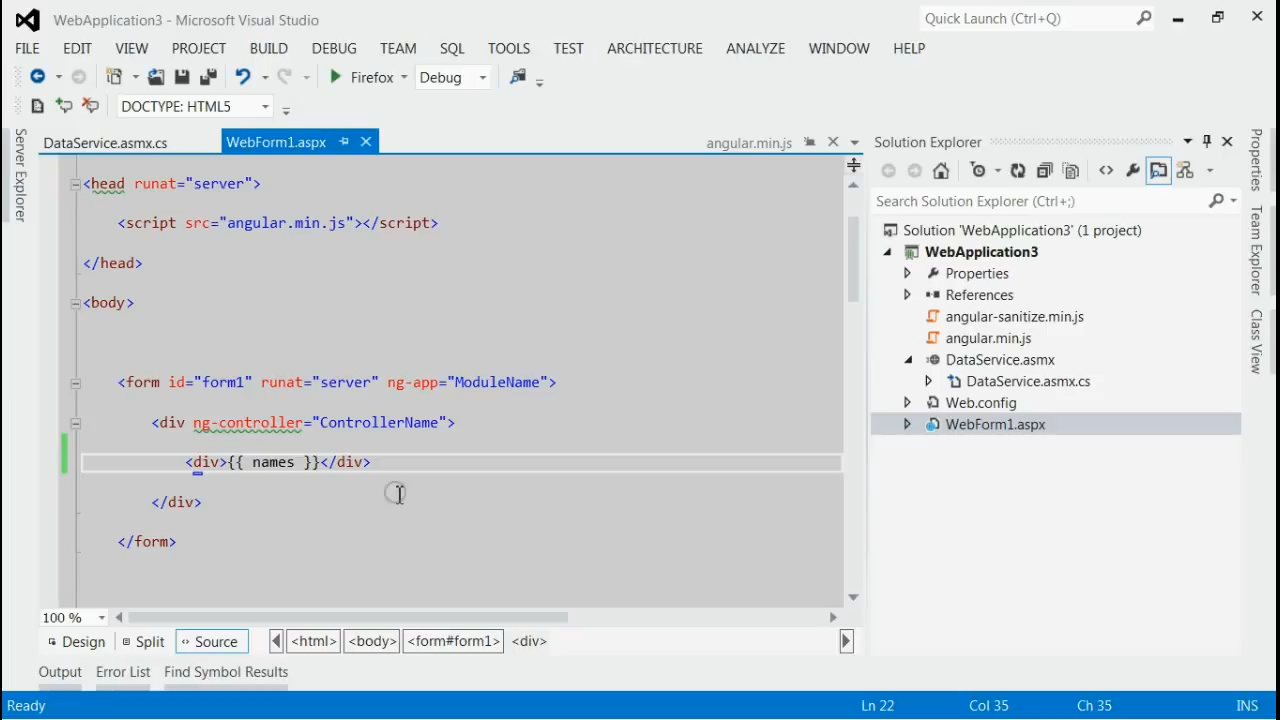 WebApplication3 - Microsoft Visual Studio
Quick Launch (Ctrl+Q)
FILE EDIT VIEW PROJECT BUILD DEBUG TEAM SQL TOOLS TEST ARCHITECTURE ANALYZE WINDOW HELP
Firefox Debug
DOCTYPE: HTML5
Server Explorer
DataService.asmx.cs WebForm1.aspx angular.min.js
<head runat="server">
<script src="angular.min.js"></script>
</head>
<body>
<form id="form1" runat="server" ng-app="ModuleName">
<div ng-controller="ControllerName">
<div>{{ names }}</div>
</div>
</form>
100 %
Design Split Source <html> <body> <form#form1> <div>
Output Error List Find Symbol Results
Solution Explorer
Search Solution Explorer (Ctrl+;)
Solution 'WebApplication3' (1 project)
WebApplication3
Properties
References
angular-sanitize.min.js
angular.min.js
DataService.asmx
DataService.asmx.cs
Web.config
WebForm1.aspx
Properties
Team Explorer
Class View
Ready Ln 22 Col 35 Ch 35 INS